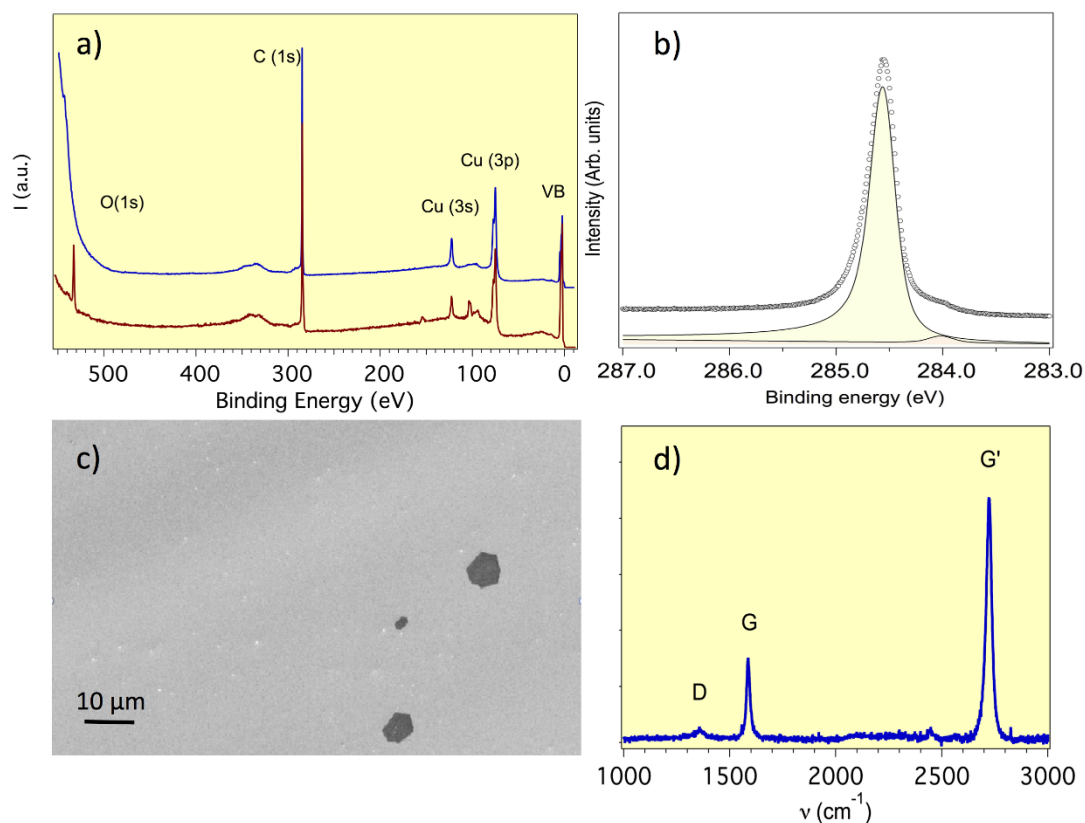 a)
C (1s)
Cu (3p)
O(1s)
Cu (3s)
VB
I (a.u.)
500
400
300
200
100
0
Binding Energy (eV)
b)
Intensity (Arb. units)
287.0
286.0
285.0
284.0
283.0
Binding energy (eV)
c)
10 μm
d)
G'
G
D
1000
1500
2000
2500
3000
ν (cm-1)